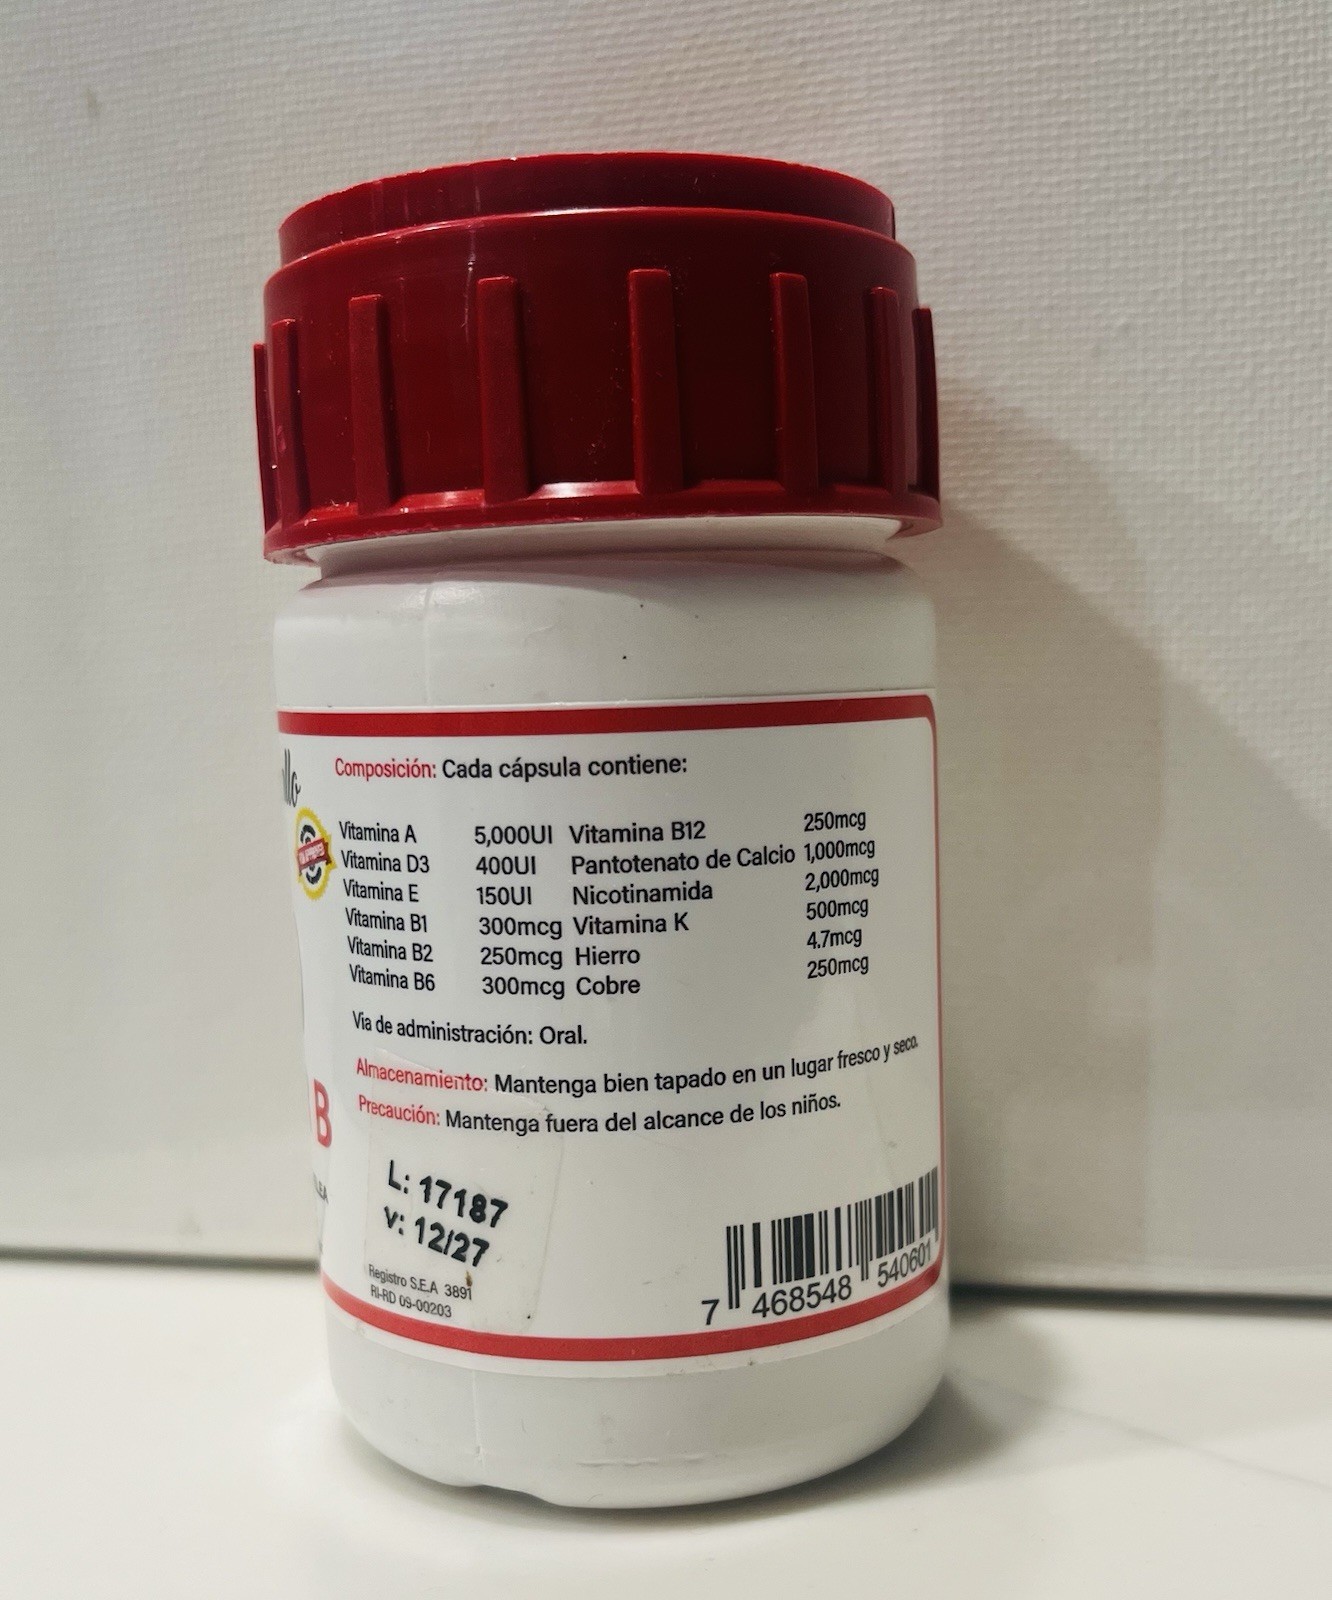 Composición: Cada cápsula contiene:
Vitamina A 5,000UI Vitamina B12 250mcg
Vitamina D3 400UI Pantotenato de Calcio 1,000mcg
Vitamina E 150UI Nicotinamida 2,000mcg
Vitamina B1 300mcg Vitamina K 500mcg
Vitamina B2 250mcg Hierro 4.7mcg
Vitamina B6 300mcg Cobre 250mcg
Via de administración: Oral.
Almacenamiento: Mantenga bien tapado en un lugar fresco y seco.
Precaución: Mantenga fuera del alcance de los niños.
B
L: 17187
v: 12/27
Registro S.E.A 3891
RI-RD 09-00203
7 468548 540601